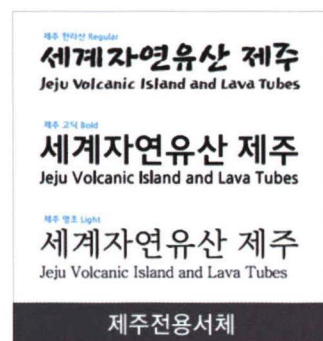 제주 한라산 Regular
세계자연유산 제주
Jeju Volcanic Island and Lava Tubes
제주 고딕 Bold
세계자연유산 제주
Jeju Volcanic Island and Lava Tubes
제주 명조 Light
세계자연유산 제주
Jeju Volcanic Island and Lava Tubes
제주전용서체